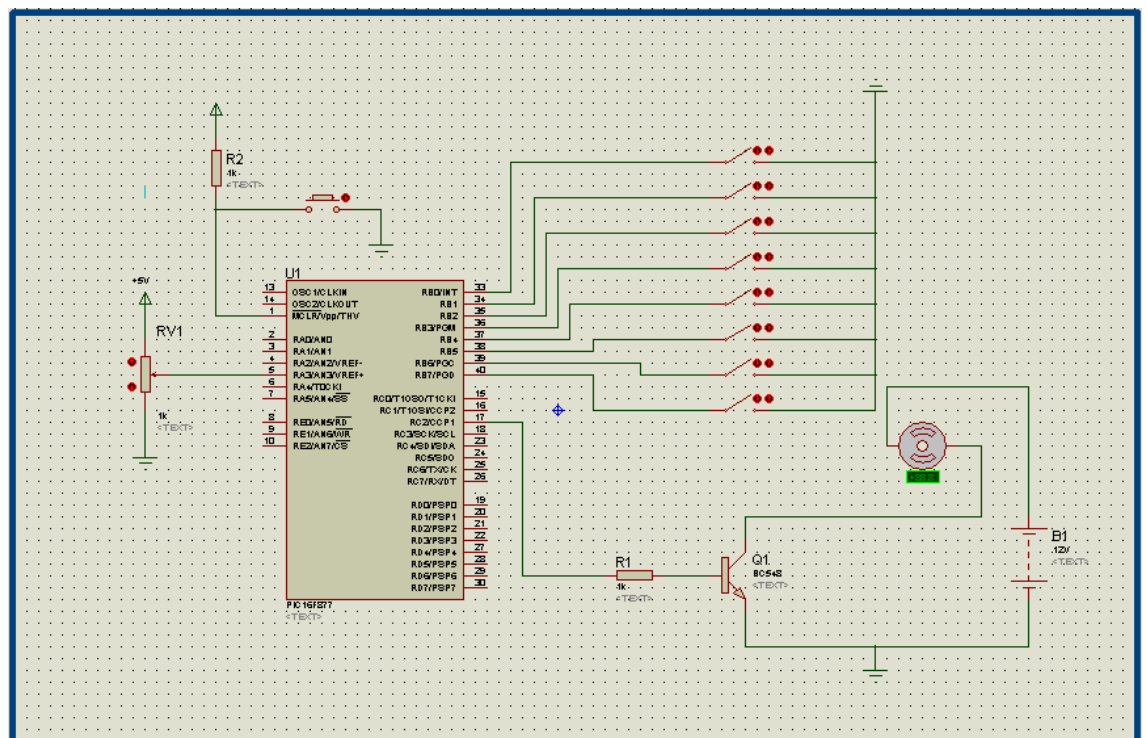 R2
1k
<TEXT>
+5V
RV1
1k
<TEXT>
U1
13 OSC1/CLKIN
14 OSC2/CLKOUT
1 MCLR/Vpp/THV
2 RA0/AN0
3 RA1/AN1
4 RA2/AN2/VREF-
5 RA3/AN3/VREF+
6 RA4/T0CKI
7 RA5/AN4/SS
8 RE0/AN5/RD
9 RE1/AN6/WR
10 RE2/AN7/CS
RB0/INT 33
RB1 34
RB2 35
RB3/PGM 36
RB4 37
RB5 38
RB6/PGC 39
RB7/PGD 40
RC0/T1OSO/T1CKI 15
RC1/T1OSI/CCP2 16
RC2/CCP1 17
RC3/SCK/SCL 18
RC4/SDI/SDA 23
RC5/SDO 24
RC6/TX/CK 25
RC7/RX/DT 26
RD0/PSP0 19
RD1/PSP1 20
RD2/PSP2 21
RD3/PSP3 22
RD4/PSP4 27
RD5/PSP5 28
RD6/PSP6 29
RD7/PSP7 30
PIC16F877
<TEXT>
R1
1k
<TEXT>
Q1
BC548
<TEXT>
B1
12V
<TEXT>